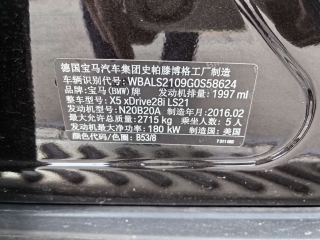 德国宝马汽车集团史帕滕博格工厂制造
车辆识别代号: WBALS2109G0S58624
品牌: 宝马(BMW)牌 发动机排量: 1997 ml
整车型号: X5 xDrive28i LS21
发动机型号: N20B20A 制造年月: 2016.02
最大允许总质量: 2715 kg 乘坐人数: 5 人
发动机最大净功率: 180 kW 制造国: 美国
颜色代码/色圈: B53/8